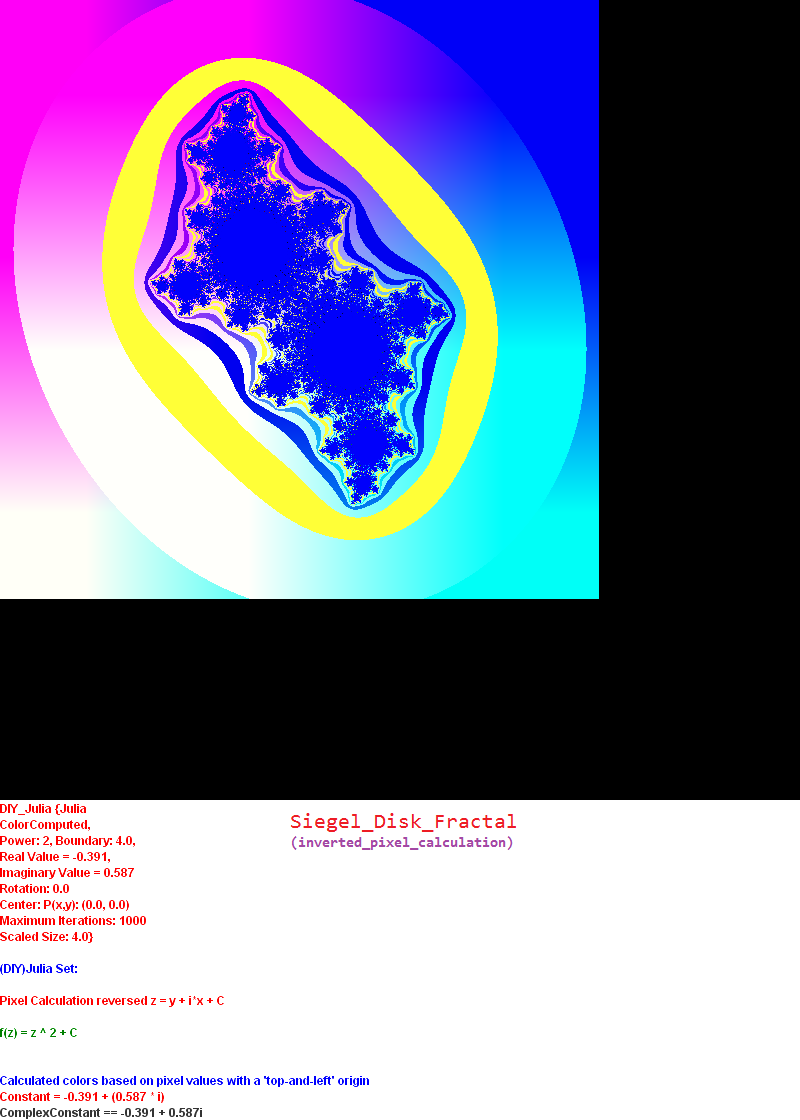 DIY_Julia {Julia
ColorComputed,
Power: 2, Boundary: 4.0,
Real Value = -0.391,
Imaginary Value = 0.587
Rotation: 0.0
Center: P(x,y): (0.0, 0.0)
Maximum Iterations: 1000
Scaled Size: 4.0}
Siegel_Disk_Fractal
(inverted_pixel_calculation)
(DIY)Julia Set:
Pixel Calculation reversed z = y + i*x + C
f(z) = z ^ 2 + C
Calculated colors based on pixel values with a 'top-and-left' origin
Constant = -0.391 + (0.587 * i)
ComplexConstant == -0.391 + 0.587i